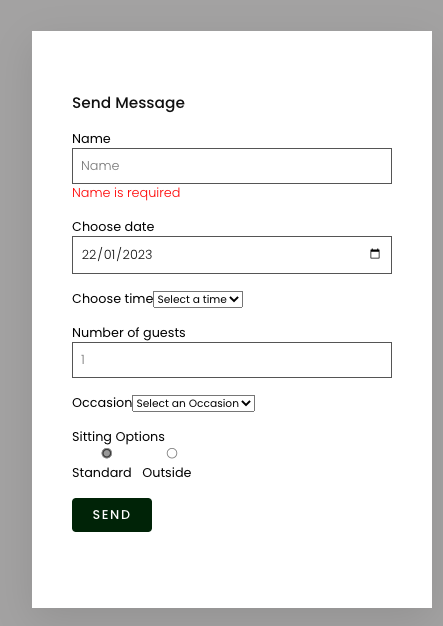 Send Message
Name
Name
Name is required
Choose date
22/01/2023
Choose time Select a time
Number of guests
1
Occasion Select an Occasion
Sitting Options
Standard Outside
SEND